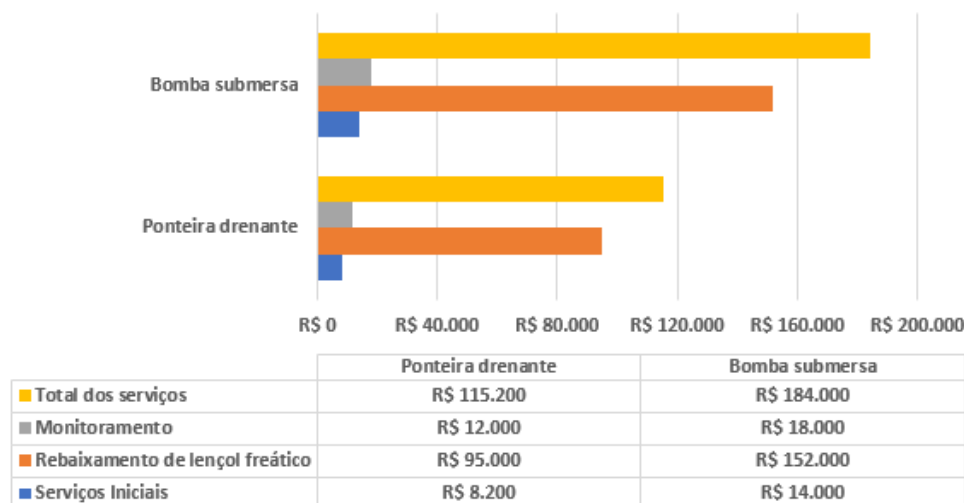 Bomba submersa
Ponteira drenante
R$ 0 R$ 40.000 R$ 80.000 R$ 120.000 R$ 160.000 R$ 200.000
Ponteira drenante Bomba submersa
Total dos serviços R$ 115.200 R$ 184.000
Monitoramento R$ 12.000 R$ 18.000
Rebaixamento de lençol freático R$ 95.000 R$ 152.000
Serviços Iniciais R$ 8.200 R$ 14.000